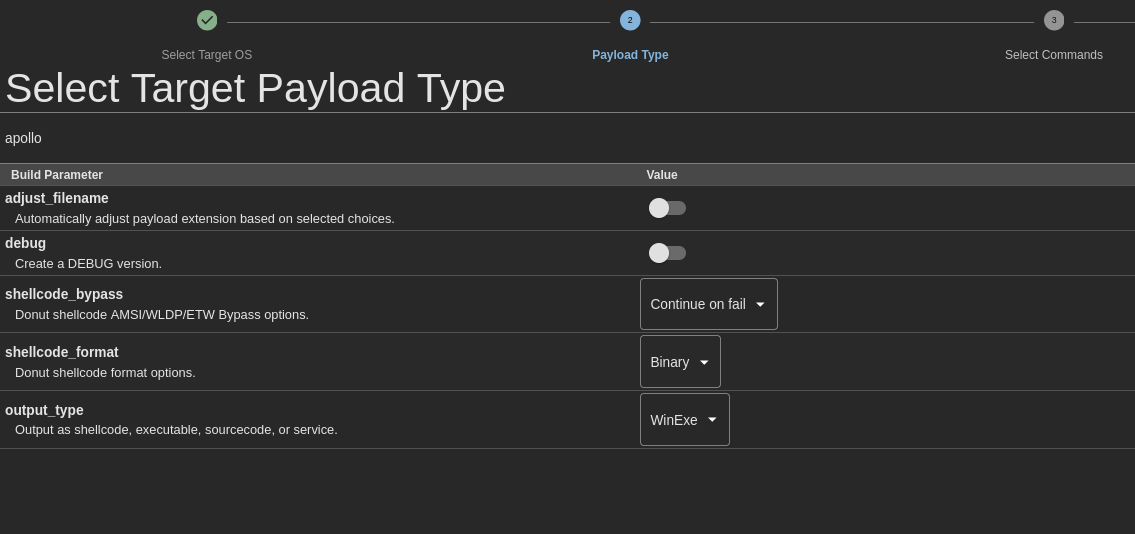 2
3
Select Target OS
Payload Type
Select Commands
Select Target Payload Type
apollo
Build Parameter
Value
adjust_filename
Automatically adjust payload extension based on selected choices.
debug
Create a DEBUG version.
shellcode_bypass
Donut shellcode AMSI/WLDP/ETW Bypass options.
Continue on fail
shellcode_format
Donut shellcode format options.
Binary
output_type
Output as shellcode, executable, sourcecode, or service.
WinExe